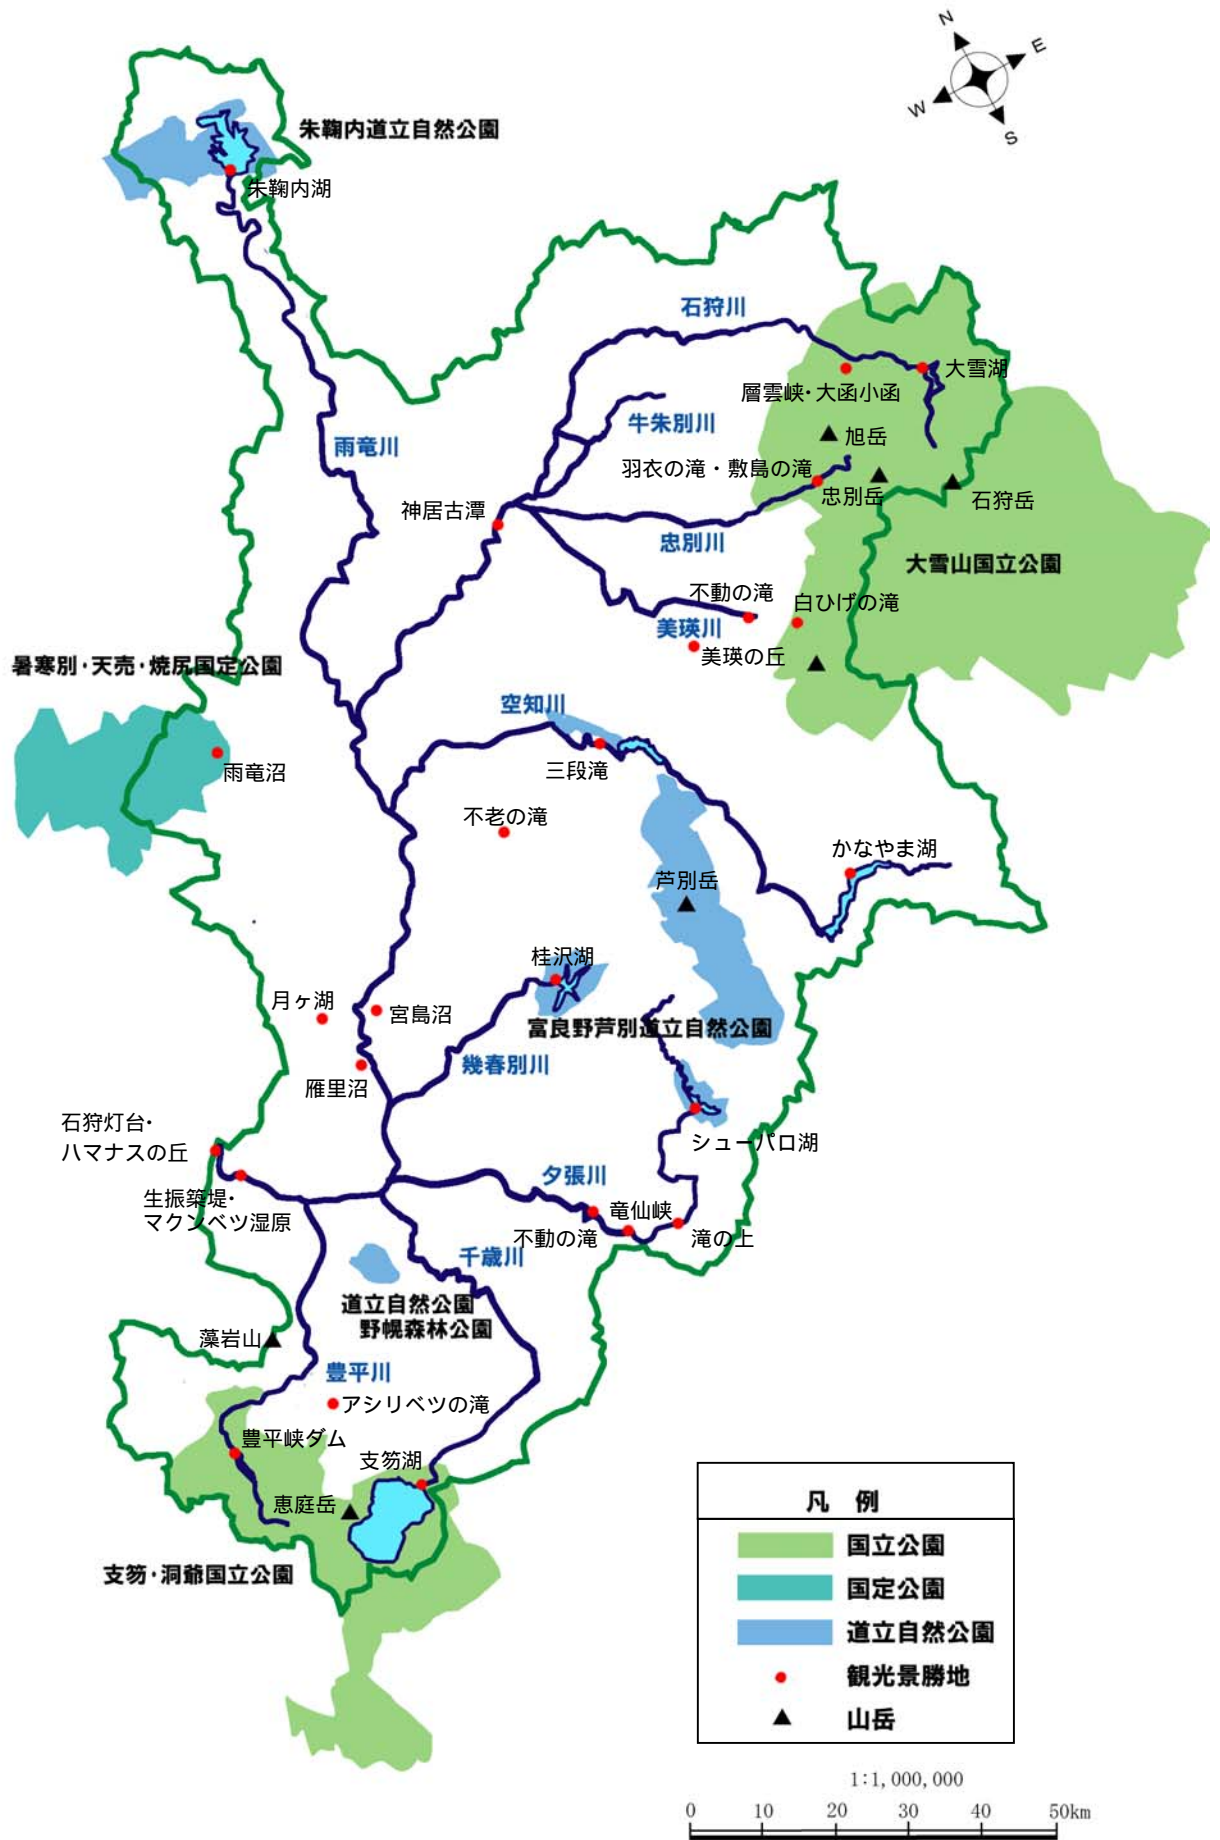 N
E
W
S
朱鞠内道立自然公園
朱鞠内湖
石狩川
大雪湖
層雲峡・大函小函
牛朱別川
旭岳
雨竜川
羽衣の滝・敷島の滝
忠別岳
石狩岳
神居古潭
忠別川
大雪山国立公園
不動の滝
白ひげの滝
美瑛川
美瑛の丘
暑寒別・天売・焼尻国定公園
空知川
雨竜沼
三段滝
不老の滝
かなやま湖
芦別岳
桂沢湖
月ヶ湖
宮島沼
富良野芦別道立自然公園
幾春別川
雁里沼
石狩灯台・
ハマナスの丘
シューパロ湖
夕張川
生振築堤・
マクンベツ湿原
竜仙峡
不動の滝
滝の上
千歳川
道立自然公園
野幌森林公園
藻岩山
豊平川
アシリベツの滝
豊平峡ダム
支笏湖
恵庭岳
支笏・洞爺国立公園
凡 例
国立公園
国定公園
道立自然公園
観光景勝地
山岳
1:1,000,000
0 10 20 30 40 50km